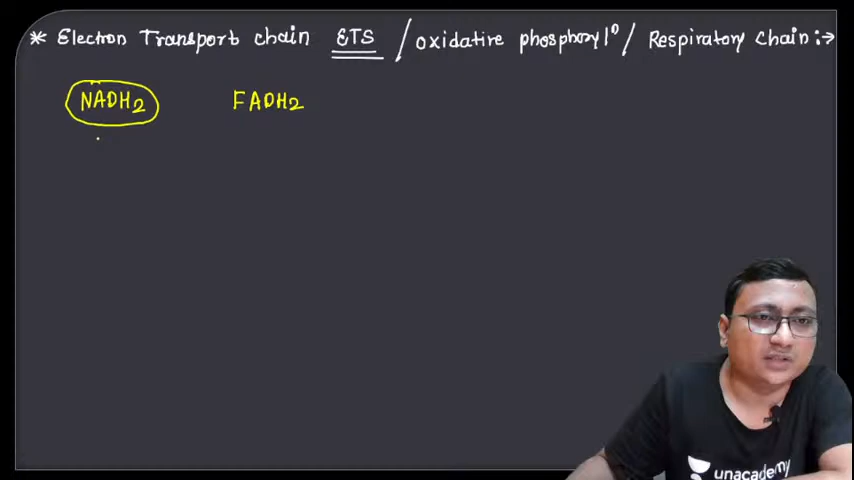 * Electron Transport chain ETS / oxidative phosphoryl / Respiratory chain :→
NADH2 FADH2
unacademy